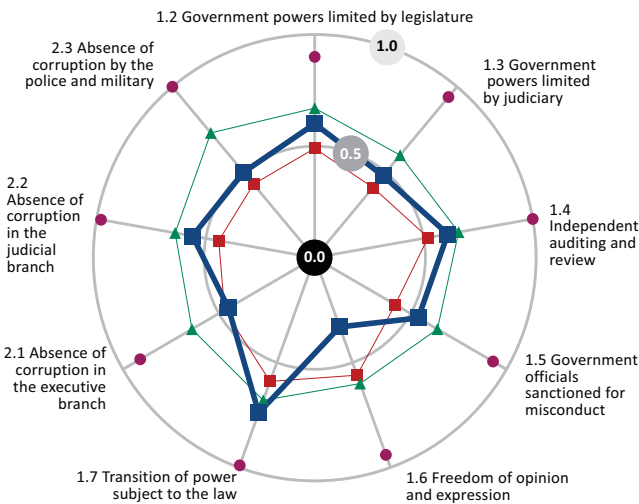 1.2 Government powers limited by legislature
1.0
1.3 Government
powers limited
by judiciary
0.5
1.4
Independent
auditing and
review
0.0
1.5 Government
officials
sanctioned for
misconduct
1.6 Freedom of opinion
and expression
1.7 Transition of power
subject to the law
2.1 Absence of
corruption in
the executive
branch
2.2
Absence of
corruption
in the
judicial
branch
2.3 Absence of
corruption by the
police and military